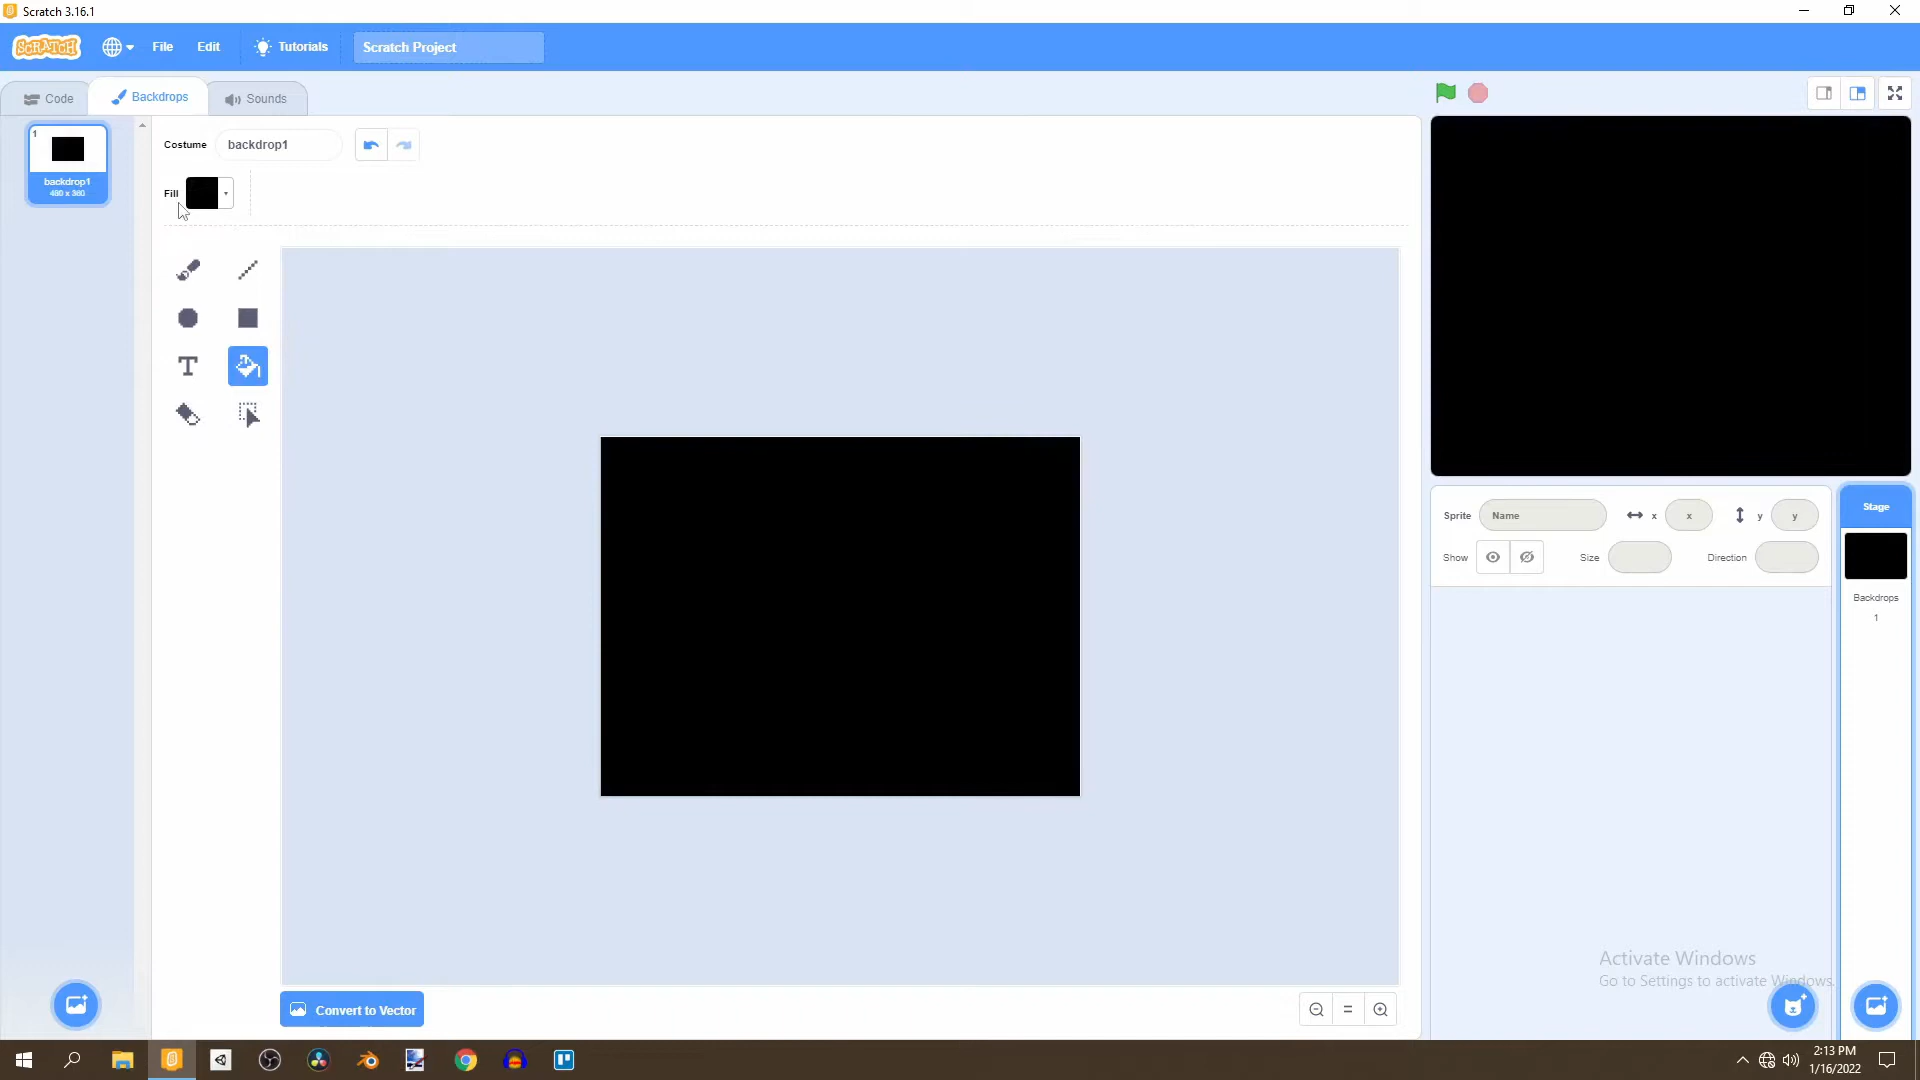 Scratch 3.16.1
SCRATCH File Edit Tutorials Scratch Project
Code Backdrops Sounds
1
backdrop1
480 x 360
Costume backdrop1
Fill
T
Convert to Vector
Sprite Name x x y y
Show Size Direction
Stage
Backdrops
1
Activate Windows
Go to Settings to activate Windows.
2:13 PM
1/16/2022